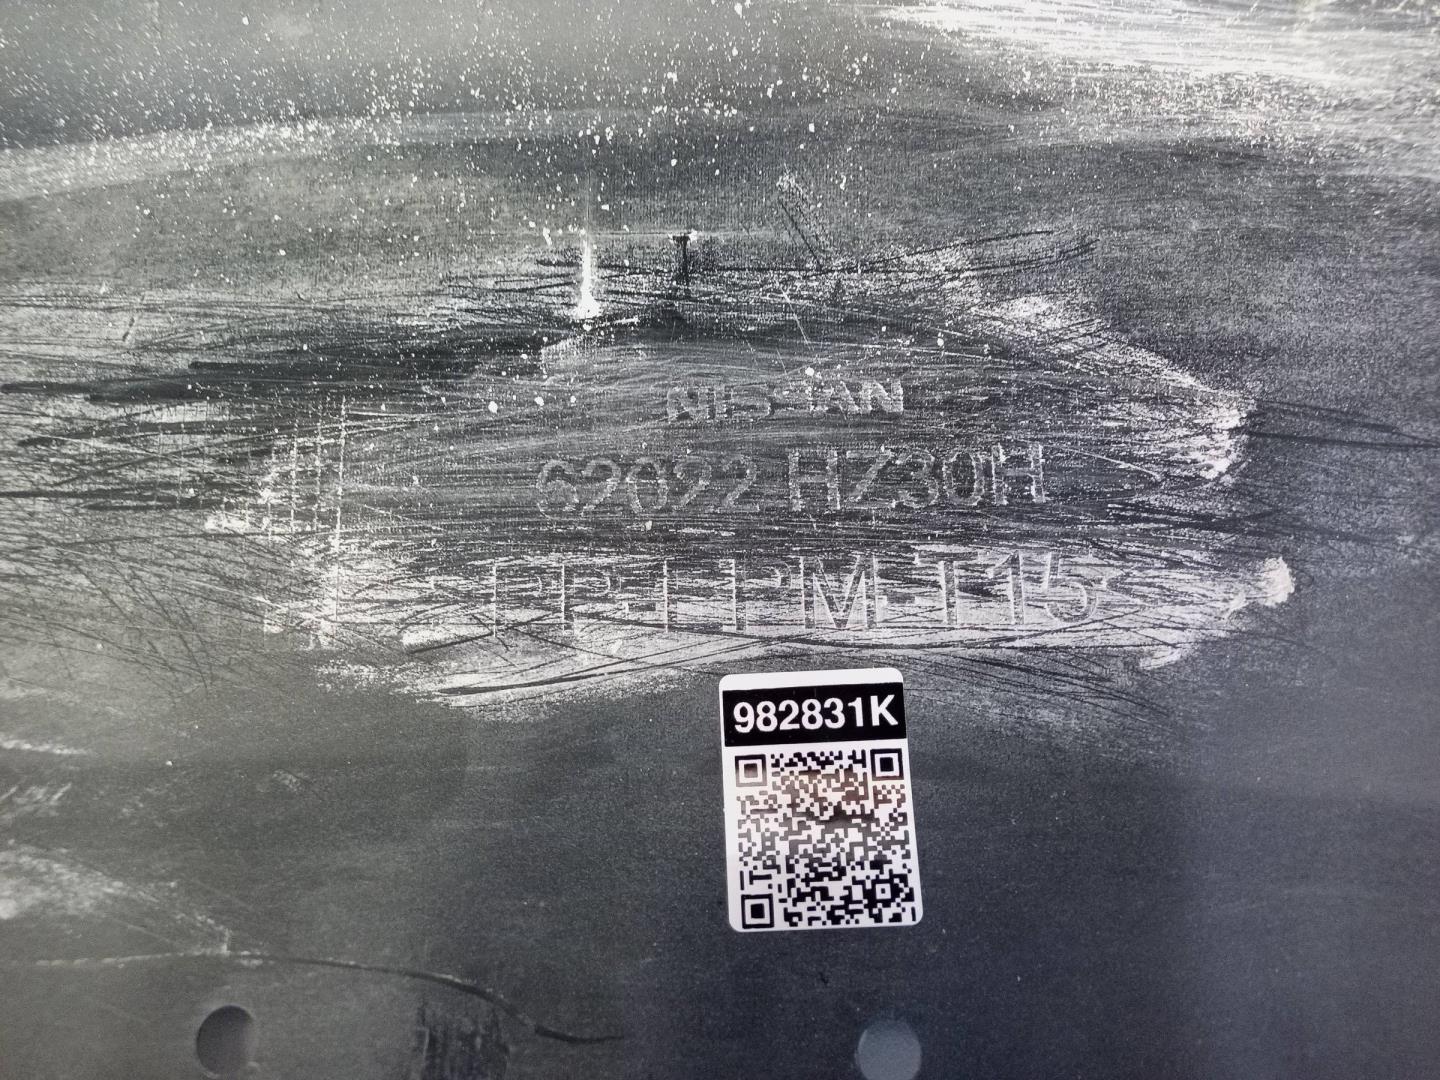 NISSAN
62022 HZ30H
>PP+EPM-T15<
982831K